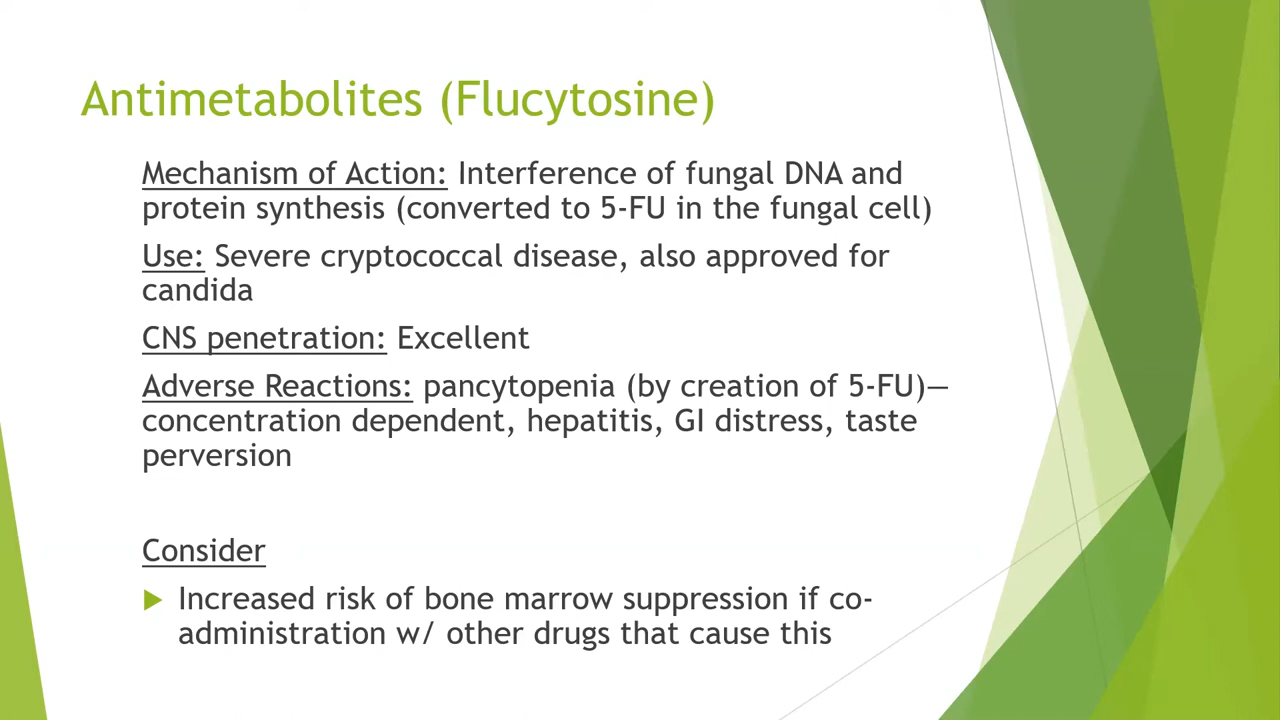 Antimetabolites (Flucytosine)
Mechanism of Action: Interference of fungal DNA and
protein synthesis (converted to 5-FU in the fungal cell)
Use: Severe cryptococcal disease, also approved for
candida
CNS penetration: Excellent
Adverse Reactions: pancytopenia (by creation of 5-FU)—
concentration dependent, hepatitis, GI distress, taste
perversion
Consider
Increased risk of bone marrow suppression if co-
administration w/ other drugs that cause this